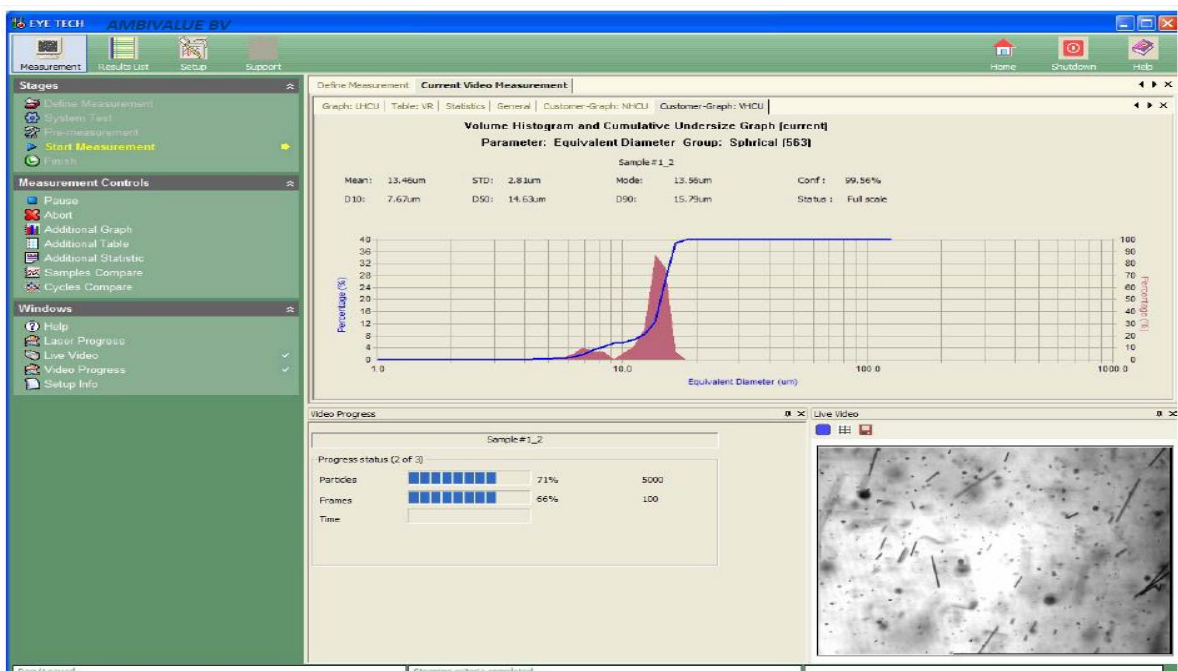 EYE TECH AMBIVALUE BV
Measurement Results List Setup Support Home Shutdown Help
Stages
Define Measurement
System Test
Pre-measurement
Start Measurement
Finish
Measurement Controls
Pause
Abort
Additional Graph
Additional Table
Additional Statistic
Samples Compare
Cycles Compare
Windows
Help
Laser Progress
Live Video
Video Progress
Setup Info
Define Measurement Current Video Measurement
Graph: LHCU Table: VR Statistics General Customer-Graph: NHCU Customer-Graph: VHCU
Volume Histogram and Cumulative Undersize Graph [current]
Parameter: Equivalent Diameter Group: Sphrical [563]
Sample#1_2
Mean: 13.46um STD: 2.81um Mode: 13.56um Conf: 99.56%
D10: 7.67um D50: 14.63um D90: 15.79um Status: Full scale
40 100
36 90
32 80
28 70
24 60
20 50
16 40
12 30
8 20
4 10
0 0
Percentage (%)
Percentage (%)
1.0 10.0 100.0 1000.0
Equivalent Diameter (um)
Video Progress
Sample#1_2
Progress status (2 of 3)
Particles 71% 5000
Frames 66% 100
Time
Live Video